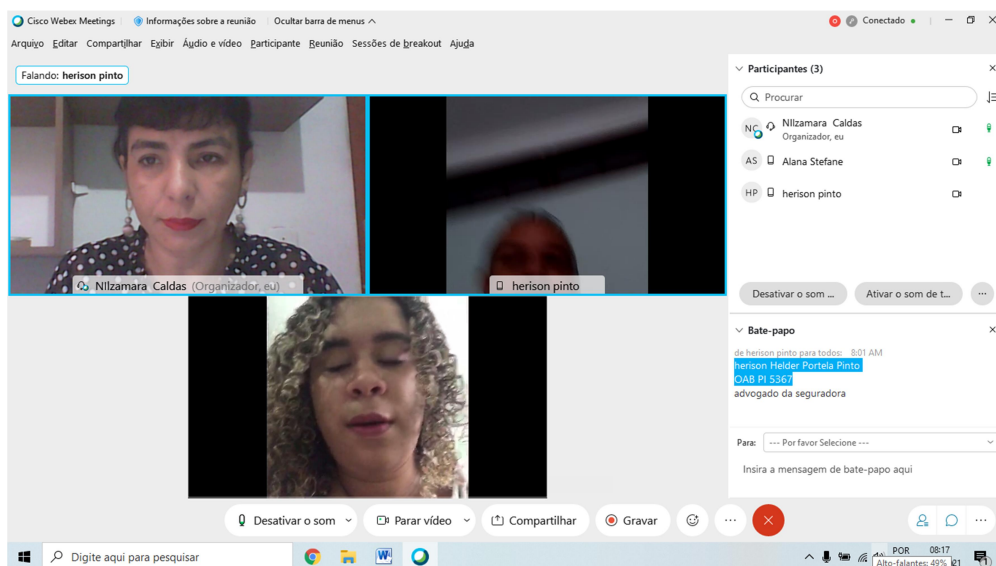 Cisco Webex Meetings
Informações sobre a reunião
Ocultar barra de menus
Conectado
Arquivo Editar Compartilhar Exibir Áudio e vídeo Participante Reunião Sessões de breakout Ajuda
Falando: herison pinto
NIlzamara Caldas (Organizador, eu)
herison pinto
Participantes (3)
Procurar
NC
NIlzamara Caldas
Organizador, eu
AS
Alana Stefane
HP
herison pinto
Desativar o som ...
Ativar o som de t...
Bate-papo
de herison pinto para todos: 8:01 AM
herison Helder Portela Pinto
OAB PI 5367
advogado da seguradora
Para: --- Por favor Selecione ---
Insira a mensagem de bate-papo aqui
Desativar o som
Parar vídeo
Compartilhar
Gravar
Digite aqui para pesquisar
POR
08:17
Alto-falantes: 49%